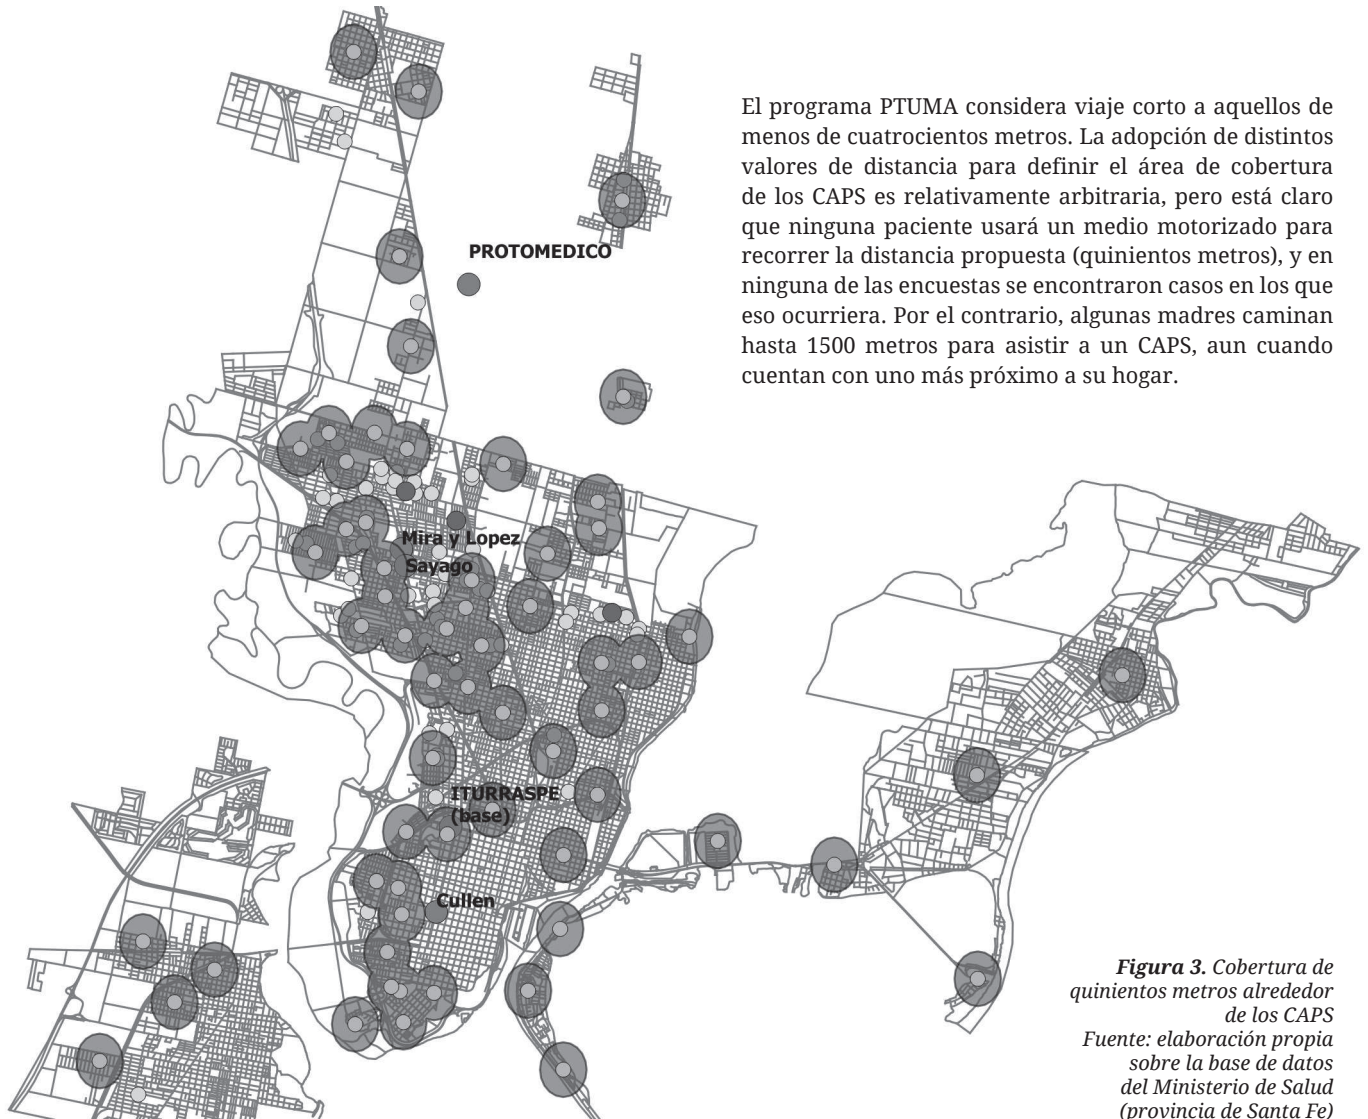 El programa PTUMA considera viaje corto a aquellos de
menos de cuatrocientos metros. La adopción de distintos
valores de distancia para definir el área de cobertura
de los CAPS es relativamente arbitraria, pero está claro
que ninguna paciente usará un medio motorizado para
recorrer la distancia propuesta (quinientos metros), y en
ninguna de las encuestas se encontraron casos en los que
eso ocurriera. Por el contrario, algunas madres caminan
hasta 1500 metros para asistir a un CAPS, aun cuando
cuentan con uno más próximo a su hogar.
PROTOMEDICO
Mira y Lopez
Sayago
ITURRASPE
(base)
Cullen
Figura 3. Cobertura de
quinientos metros alrededor
de los CAPS
Fuente: elaboración propia
sobre la base de datos
del Ministerio de Salud
(provincia de Santa Fe)